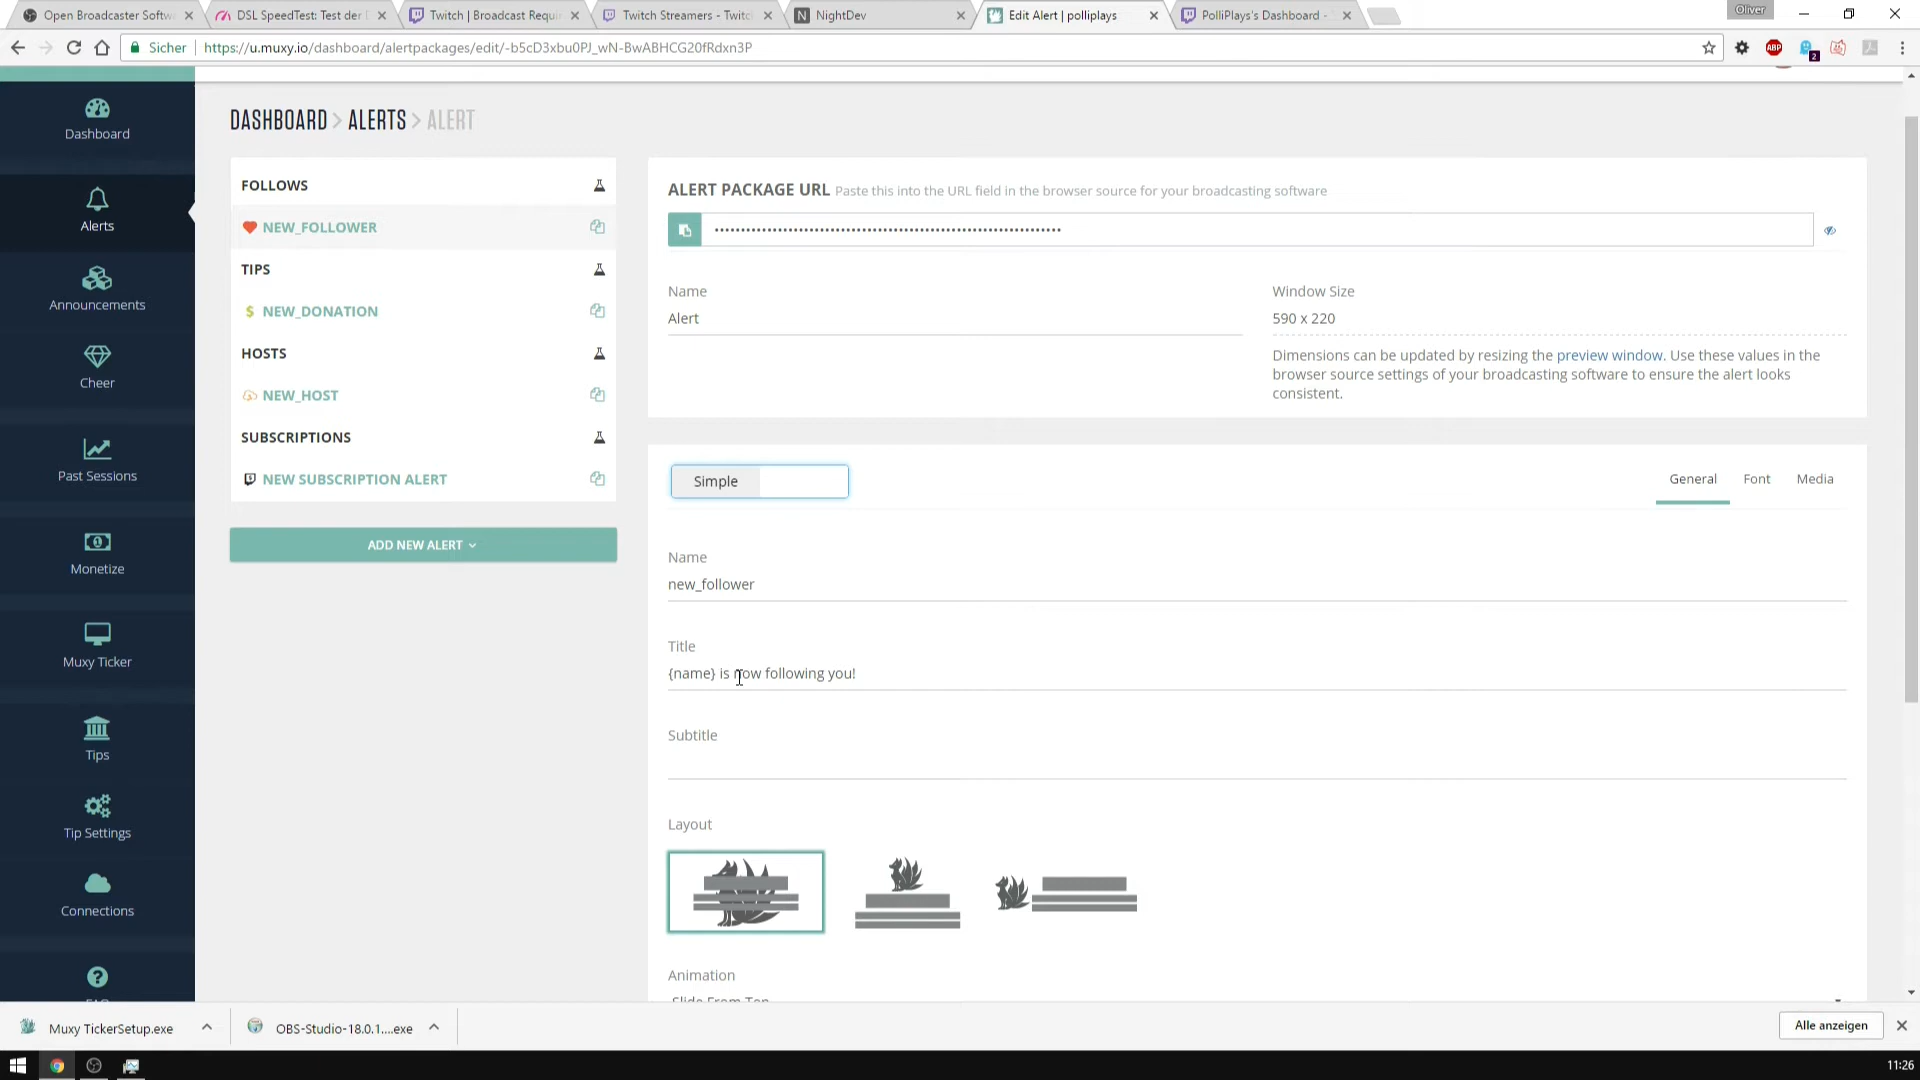 Open Broadcaster Softw
DSL SpeedTest: Test der
Twitch | Broadcast Requi
Twitch Streamers - Twitc
NightDev
Edit Alert | polliplays
PolliPlays's Dashboard -
Oliver
Sicher
https://u.muxy.io/dashboard/alertpackages/edit/-b5cD3xbu0PJ_wN-BwABHCG20fRdxn3P
ABP
2
Dashboard
Alerts
Announcements
Cheer
Past Sessions
Monetize
Muxy Ticker
Tips
Tip Settings
Connections
DASHBOARD > ALERTS > ALERT
FOLLOWS
NEW_FOLLOWER
TIPS
$ NEW_DONATION
HOSTS
NEW_HOST
SUBSCRIPTIONS
NEW SUBSCRIPTION ALERT
ADD NEW ALERT
ALERT PACKAGE URL Paste this into the URL field in the browser source for your broadcasting software
Name
Alert
Window Size
590 x 220
Dimensions can be updated by resizing the preview window. Use these values in the
browser source settings of your broadcasting software to ensure the alert looks
consistent.
Simple
General
Font
Media
Name
new_follower
Title
{name} is now following you!
Subtitle
Layout
Animation
Slide From Top
Muxy TickerSetup.exe
OBS-Studio-18.0.1....exe
Alle anzeigen
11:26